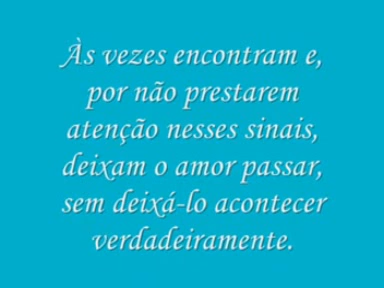 Às vezes encontram e,
por não prestarem
atenção nesses sinais,
deixam o amor passar,
sem deixá-lo acontecer
verdadeiramente.